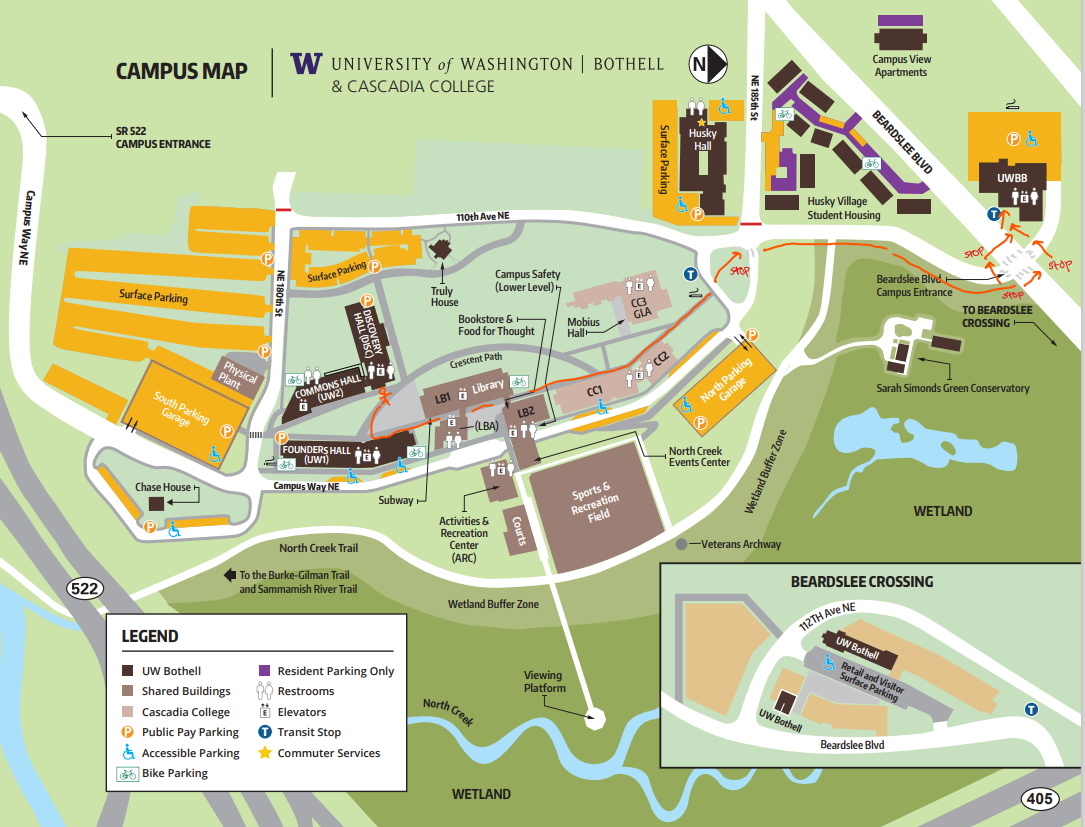 CAMPUS MAP
W UNIVERSITY of WASHINGTON | BOTHELL
& CASCADIA COLLEGE
N
SR 522
CAMPUS ENTRANCE
Campus Way NE
Campus View
Apartments
NE 185th St
BEARDSLEE BLVD
Surface Parking
Husky
Hall
P
P
UWBB
E
T
Husky Village
Student Housing
110th Ave NE
STOP
STOP
STOP
STOP
Beardslee Blvd
Campus Entrance
TO BEARDSLEE
CROSSING
Surface Parking
P
NE 180th St
Surface Parking
P
Truly
House
Campus Safety
(Lower Level)
T
CC3
GLA
E
Mobius
Hall
Bookstore &
Food for Thought
P
DISCOVERY
HALL (DISC)
E
Crescent Path
P
Physical
Plant
COMMONS HALL
(UW2)
E
LB1
E
Library
(LBA)
E
LB2
E
CC1
E
CC2
P
North Parking
Garage
P
Sarah Simonds Green Conservatory
South Parking
Garage
P
P
FOUNDERS HALL
(UW1)
E
Campus Way NE
Subway
North Creek
Events Center
Wetland Buffer Zone
WETLAND
Chase House
P
E
Activities &
Recreation
Center
(ARC)
Courts
Sports &
Recreation
Field
Veterans Archway
North Creek Trail
To the Burke-Gilman Trail
and Sammamish River Trail
522
Wetland Buffer Zone
Viewing
Platform
North Creek
WETLAND
LEGEND
UW Bothell
Resident Parking Only
Shared Buildings
Restrooms
Cascadia College
E Elevators
P Public Pay Parking
T Transit Stop
Accessible Parking
Commuter Services
Bike Parking
BEARDSLEE CROSSING
112TH Ave NE
UW Bothell
Retail and Visitor
Surface Parking
UW Bothell
T
Beardslee Blvd
405